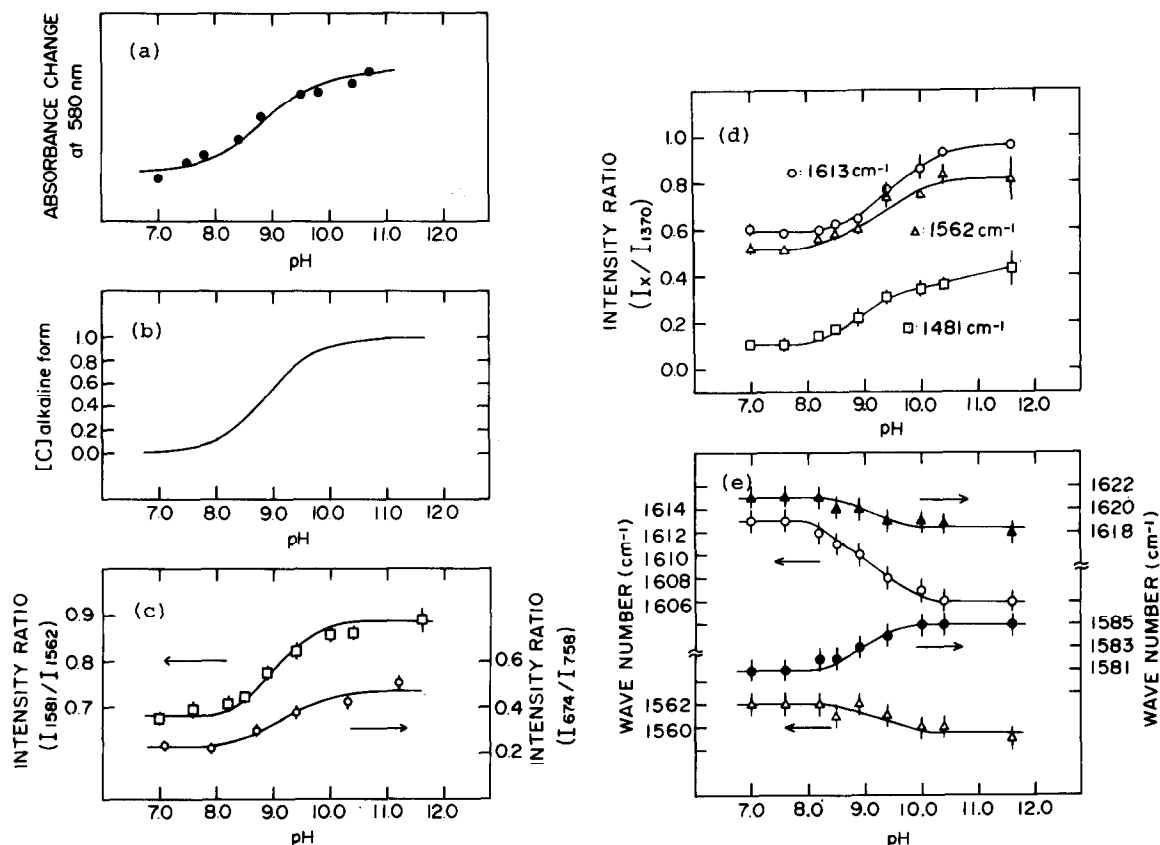 (a)
ABSORBANCE CHANGE
at 580 nm
7.0 8.0 9.0 10.0 11.0 12.0
pH
(b)
[C] alkaline form
1.0
0.8
0.6
0.4
0.2
0.0
7.0 8.0 9.0 10.0 11.0 12.0
pH
(c)
INTENSITY RATIO
(I1581/I1562)
0.9
0.8
0.7
0.6
0.4
0.2
INTENSITY RATIO
(I674/I758)
7.0 8.0 9.0 10.0 11.0 12.0
pH
(d)
INTENSITY RATIO
(Ix/I1370)
1.0
0.8
0.6
0.4
0.2
0.0
○: 1613 cm-1
△: 1562 cm-1
□: 1481 cm-1
7.0 8.0 9.0 10.0 11.0 12.0
pH
(e)
WAVE NUMBER (cm-1)
1614
1612
1610
1608
1606
1562
1560
1622
1620
1618
1585
1583
1581
WAVE NUMBER (cm-1)
7.0 8.0 9.0 10.0 11.0 12.0
pH